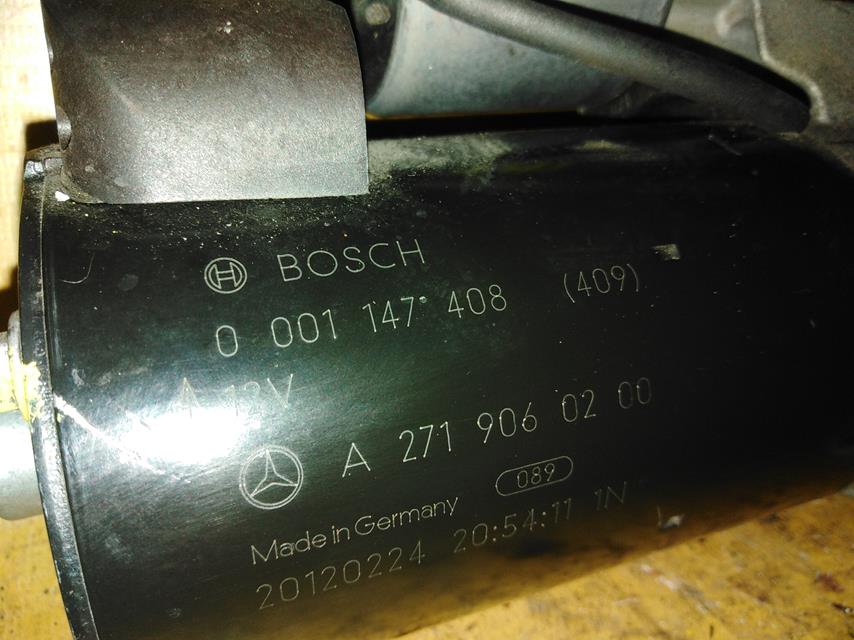 BOSCH
0 001 147 408 (409)
12V
A 271 906 02 00
089
Made in Germany
20120224 20:54:11 1N